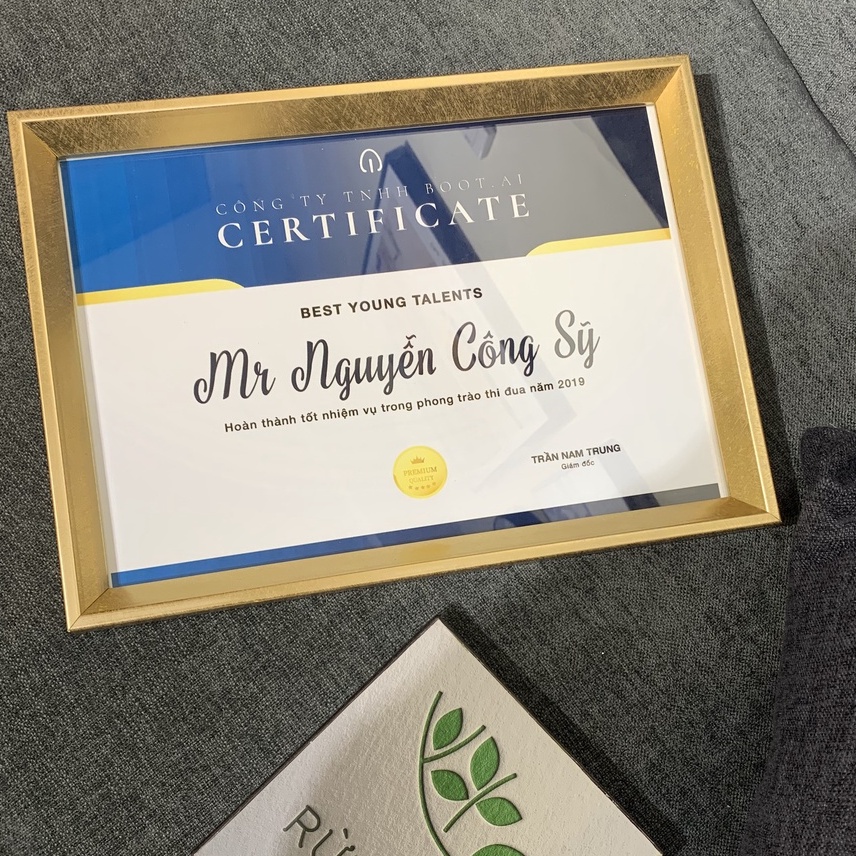 CÔNG TY TNHH BOOT.AI
CERTIFICATE
BEST YOUNG TALENTS
Mr Nguyễn Công Sỹ
Hoàn thành tốt nhiệm vụ trong phong trào thi đua năm 2019
PREMIUM
QUALITY
TRẦN NAM TRUNG
Giám đốc
RỪ